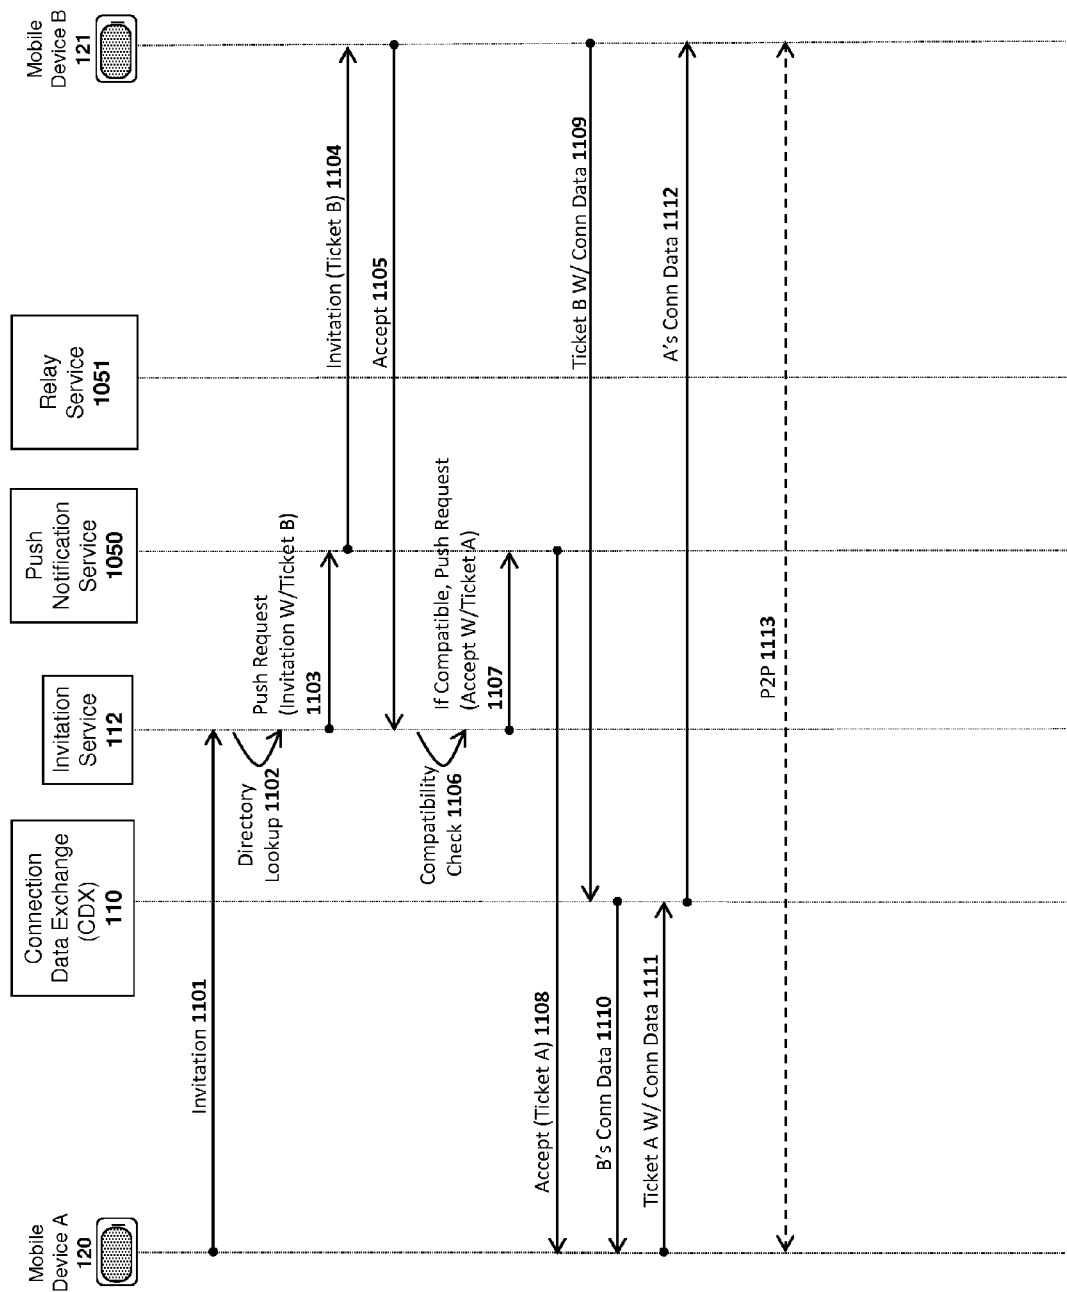 Mobile
Device A
120
Connection
Data Exchange
(CDX)
110
Invitation
Service
112
Push
Notification
Service
1050
Relay
Service
1051
Mobile
Device B
121
Invitation 1101
Directory
Lookup 1102
Push Request
(Invitation W/Ticket B)
1103
Invitation (Ticket B) 1104
Accept 1105
Compatibility
Check 1106
If Compatible, Push Request
(Accept W/Ticket A)
1107
Accept (Ticket A) 1108
Ticket B W/ Conn Data 1109
B's Conn Data 1110
Ticket A W/ Conn Data 1111
A's Conn Data 1112
P2P 1113